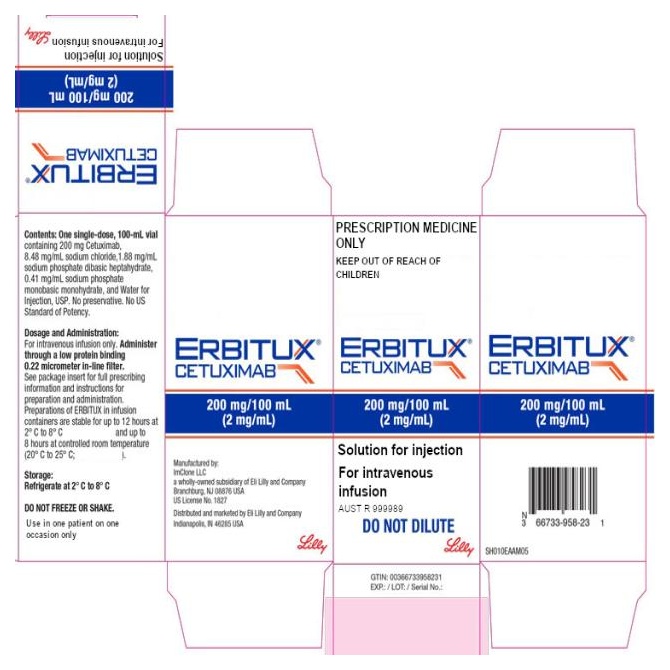 Lilly
For intravenous infusion
Solution for injection
200 mg/100 mL
(2 mg/mL)
ERBITUX®
CETUXIMAB
Contents: One single-dose, 100-mL vial
containing 200 mg Cetuximab,
8.48 mg/mL sodium chloride,1.88 mg/mL
sodium phosphate dibasic heptahydrate,
0.41 mg/mL sodium phosphate
monobasic monohydrate, and Water for
Injection, USP. No preservative. No US
Standard of Potency.
Dosage and Administration:
For intravenous infusion only. Administer
through a low protein binding
0.22 micrometer in-line filter.
See package insert for full prescribing
information and instructions for
preparation and administration.
Preparations of ERBITUX in infusion
containers are stable for up to 12 hours at
2° C to 8° C and up to
8 hours at controlled room temperature
(20° C to 25° C; ).
Storage:
Refrigerate at 2° C to 8° C
DO NOT FREEZE OR SHAKE.
Use in one patient on one
occasion only
ERBITUX®
CETUXIMAB
200 mg/100 mL
(2 mg/mL)
Manufactured by:
ImClone LLC
a wholly-owned subsidiary of Eli Lilly and Company
Branchburg, NJ 08876 USA
US License No. 1827
Distributed and marketed by Eli Lilly and Company
Indianapolis, IN 46285 USA
Lilly
PRESCRIPTION MEDICINE
ONLY
KEEP OUT OF REACH OF
CHILDREN
ERBITUX®
CETUXIMAB
200 mg/100 mL
(2 mg/mL)
Solution for injection
For intravenous
infusion
AUST R 999989
DO NOT DILUTE
Lilly
GTIN: 00366733958231
EXP.: / LOT: / Serial No.:
ERBITUX®
CETUXIMAB
200 mg/100 mL
(2 mg/mL)
N
3 66733-958-23 1
SH010EAAM05